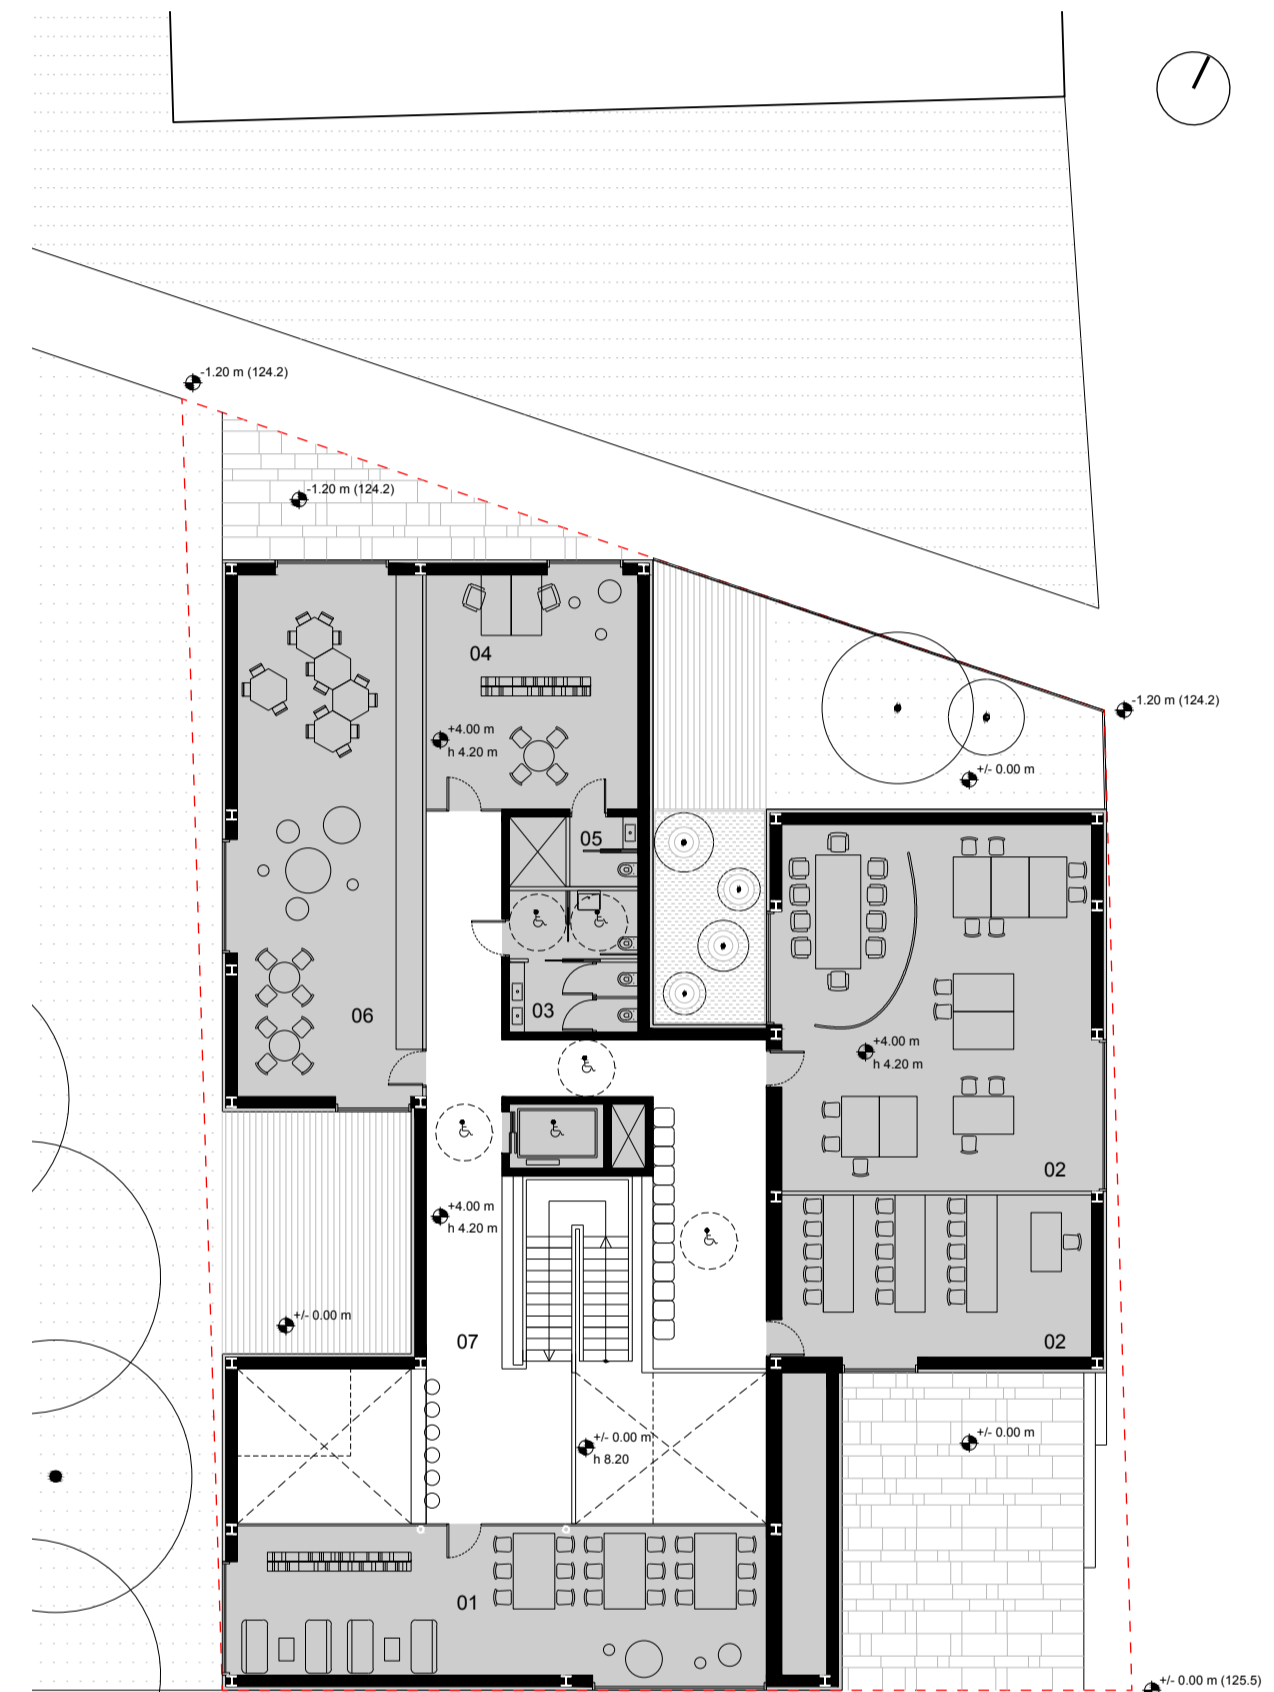 -1.20 m (124.2)
-1.20 m (124.2)
04
-1.20 m (124.2)
+4.00 m
h 4.20 m
+/- 0.00 m
05
03
06
+4.00 m
h 4.20 m
02
+4.00 m
h 4.20 m
+/- 0.00 m
07
02
+/- 0.00 m
h 8.20
+/- 0.00 m
01
+/- 0.00 m (125.5)